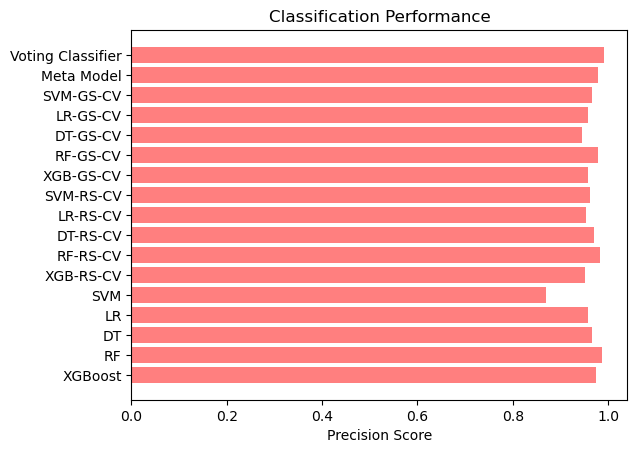 Classification Performance
Voting Classifier
Meta Model
SVM-GS-CV
LR-GS-CV
DT-GS-CV
RF-GS-CV
XGB-GS-CV
SVM-RS-CV
LR-RS-CV
DT-RS-CV
RF-RS-CV
XGB-RS-CV
SVM
LR
DT
RF
XGBoost
0.0 0.2 0.4 0.6 0.8 1.0
Precision Score